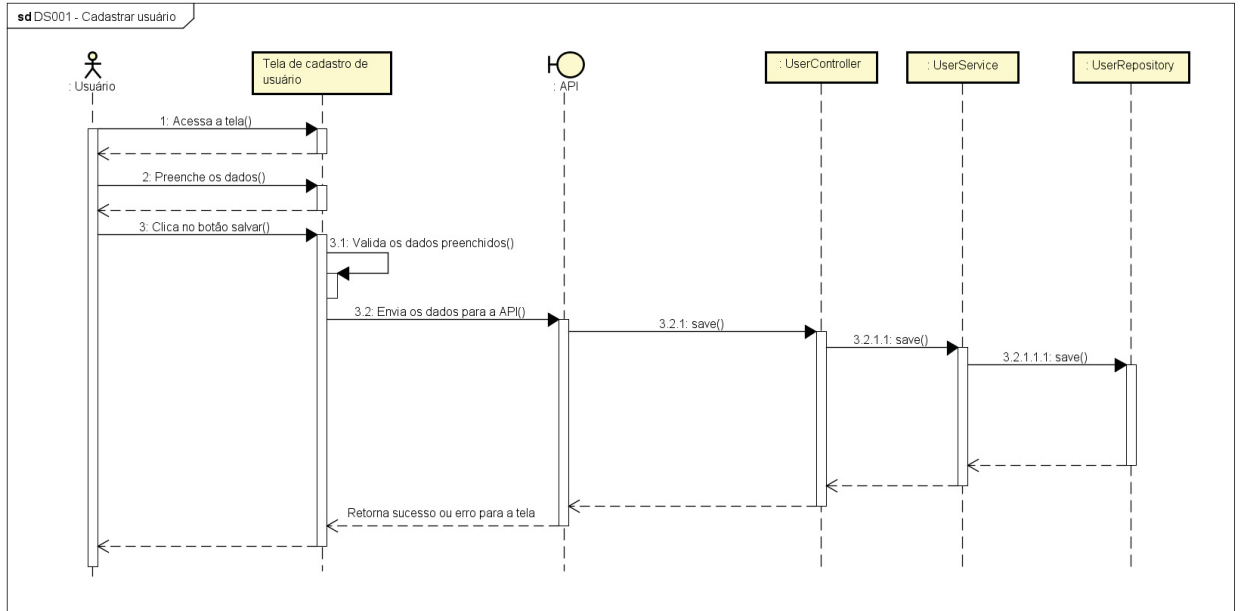 sd DS001 - Cadastrar usuário
: Usuário
Tela de cadastro de
usuário
: API
: UserController
: UserService
: UserRepository
1: Acessa a tela()
2: Preenche os dados()
3: Clica no botão salvar()
3.1: Valida os dados preenchidos()
3.2: Envia os dados para a API()
3.2.1: save()
3.2.1.1: save()
3.2.1.1.1: save()
Retorna sucesso ou erro para a tela